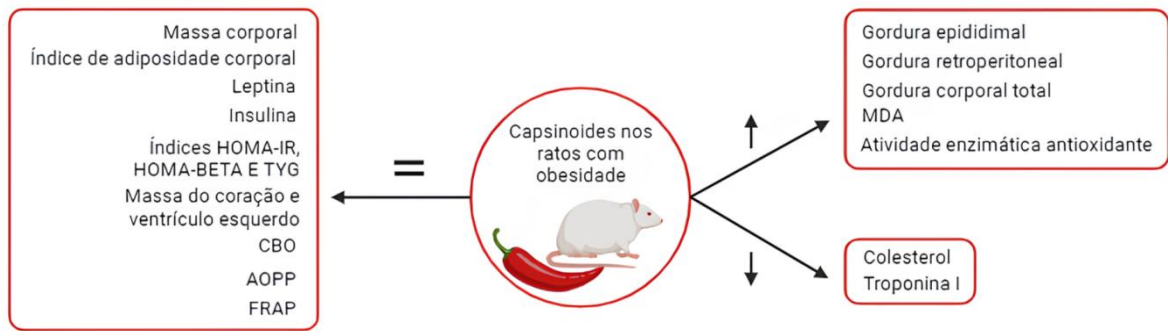 Massa corporal
Índice de adiposidade corporal
Leptina
Insulina
Índices HOMA-IR,
HOMA-BETA E TYG
Massa do coração e
ventrículo esquerdo
CBO
AOPP
FRAP
=
Capsinoides nos
ratos com
obesidade
Gordura epididimal
Gordura retroperitoneal
Gordura corporal total
MDA
Atividade enzimática antioxidante
Colesterol
Troponina I